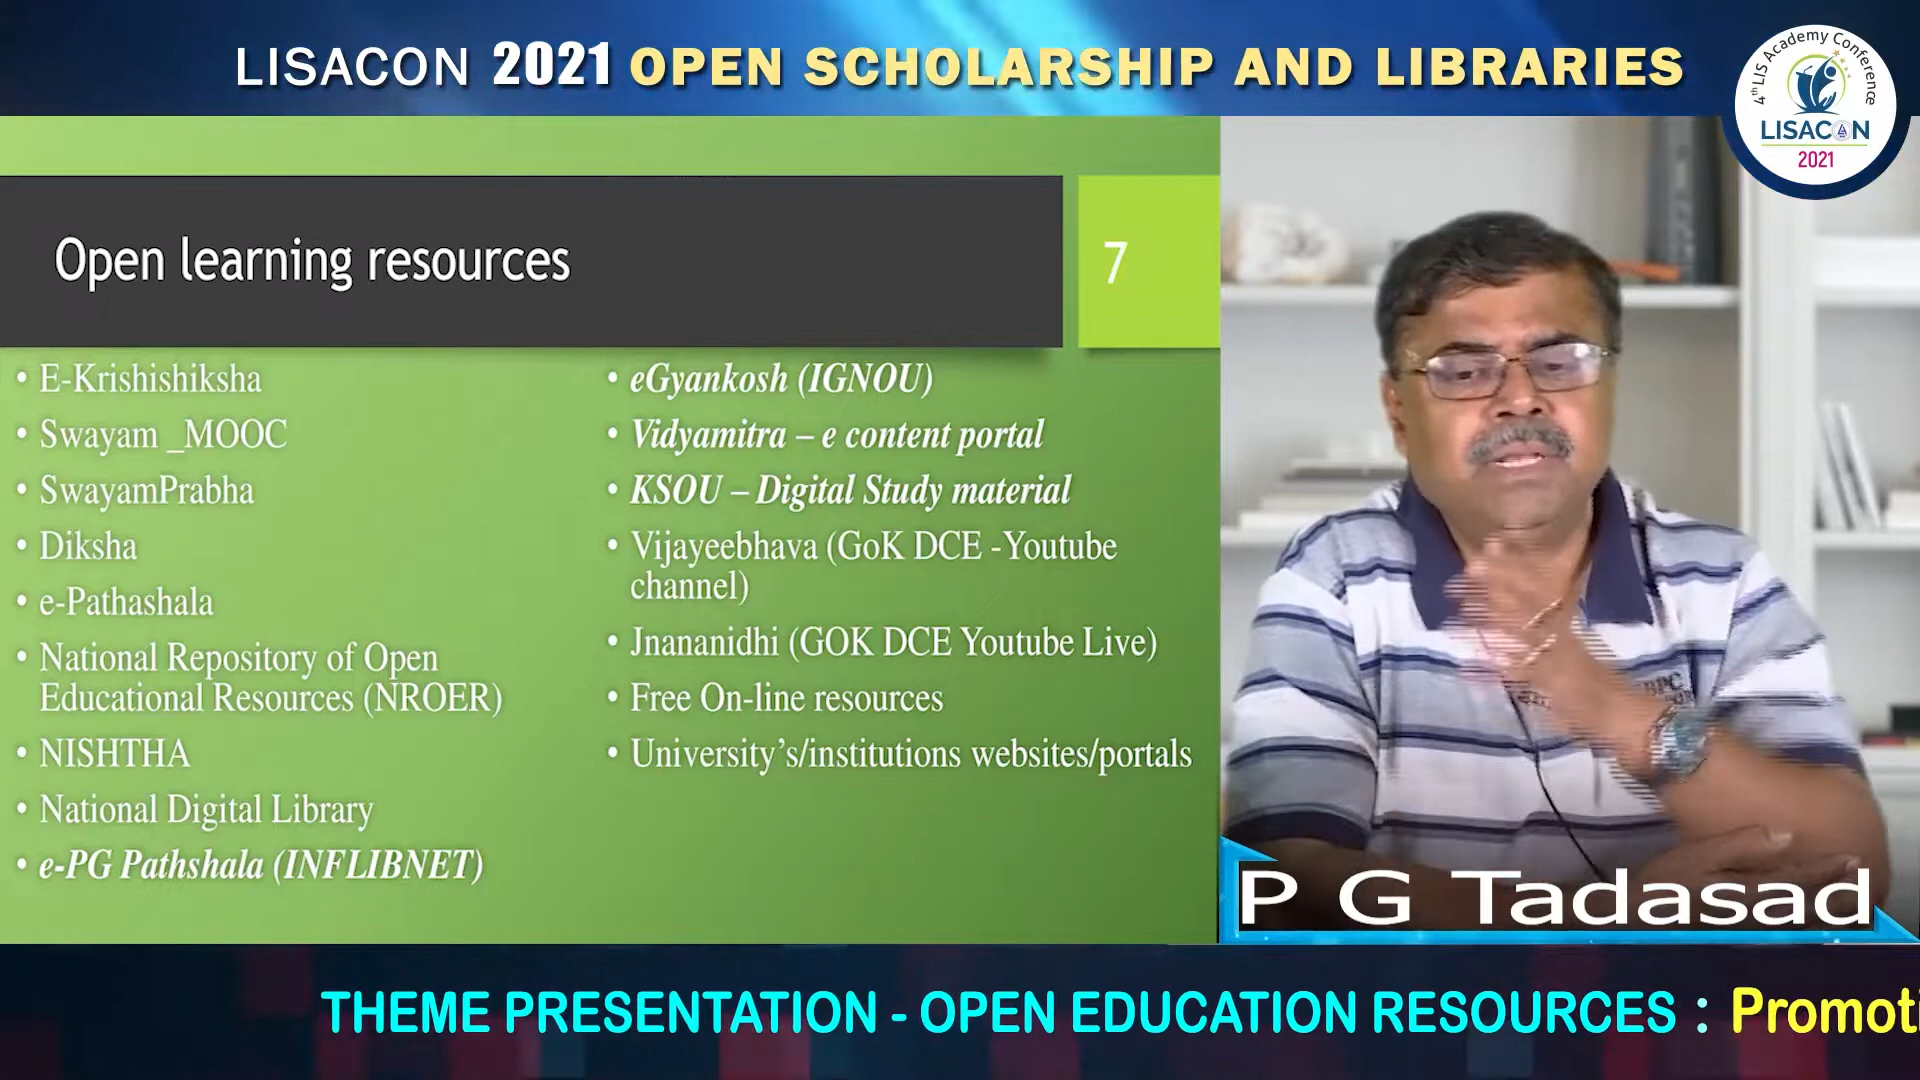 LISACON 2021 OPEN SCHOLARSHIP AND LIBRARIES
4th LIS Academy Conference
LISACON
2021
Open learning resources
7
• E-Krishishiksha
• Swayam _MOOC
• SwayamPrabha
• Diksha
• e-Pathashala
• National Repository of Open
Educational Resources (NROER)
• NISHTHA
• National Digital Library
• e-PG Pathshala (INFLIBNET)
• eGyankosh (IGNOU)
• Vidyamitra – e content portal
• KSOU – Digital Study material
• Vijayeebhava (GoK DCE -Youtube
channel)
• Jnananidhi (GOK DCE Youtube Live)
• Free On-line resources
• University's/institutions websites/portals
P G Tadasad
THEME PRESENTATION - OPEN EDUCATION RESOURCES : Promoti